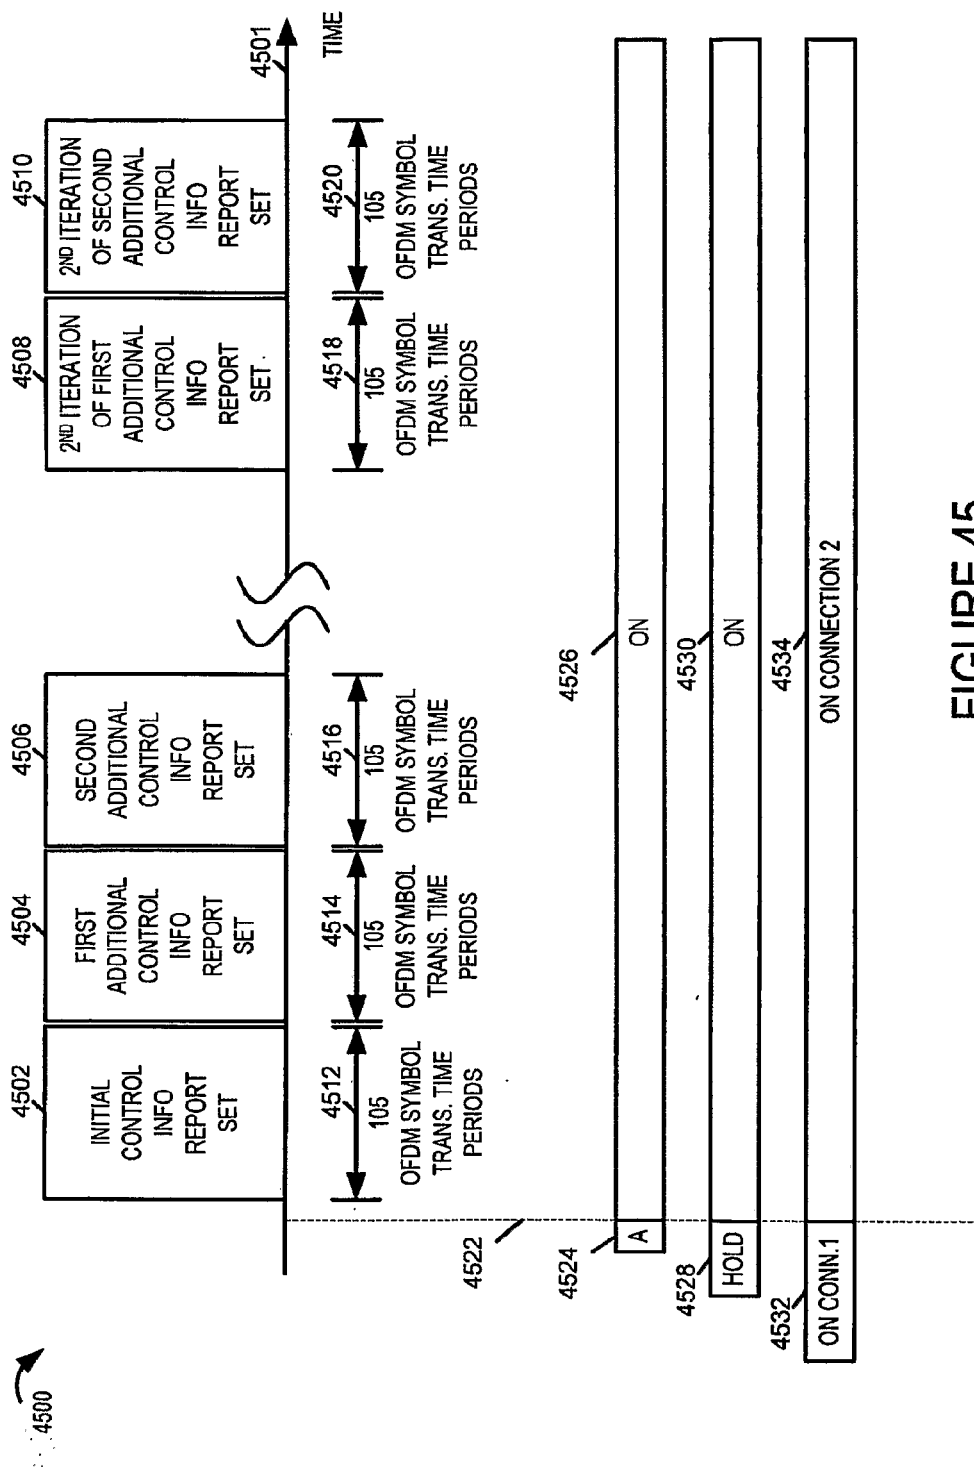 4500
4502
INITIAL
CONTROL
INFO
REPORT
SET
4504
FIRST
ADDITIONAL
CONTROL
INFO
REPORT
SET
4506
SECOND
ADDITIONAL
CONTROL
INFO
REPORT
SET
4508
2ND ITERATION
OF FIRST
ADDITIONAL
CONTROL
INFO
REPORT
SET
4510
2ND ITERATION
OF SECOND
ADDITIONAL
CONTROL
INFO
REPORT
SET
4501
TIME
4512
105
OFDM SYMBOL
TRANS. TIME
PERIODS
4514
105
OFDM SYMBOL
TRANS. TIME
PERIODS
4516
105
OFDM SYMBOL
TRANS. TIME
PERIODS
4518
105
OFDM SYMBOL
TRANS. TIME
PERIODS
4520
105
OFDM SYMBOL
TRANS. TIME
PERIODS
4522
4524
A
4526
ON
4528
HOLD
4530
ON
4532
ON CONN.1
4534
ON CONNECTION 2
FIGURE 45